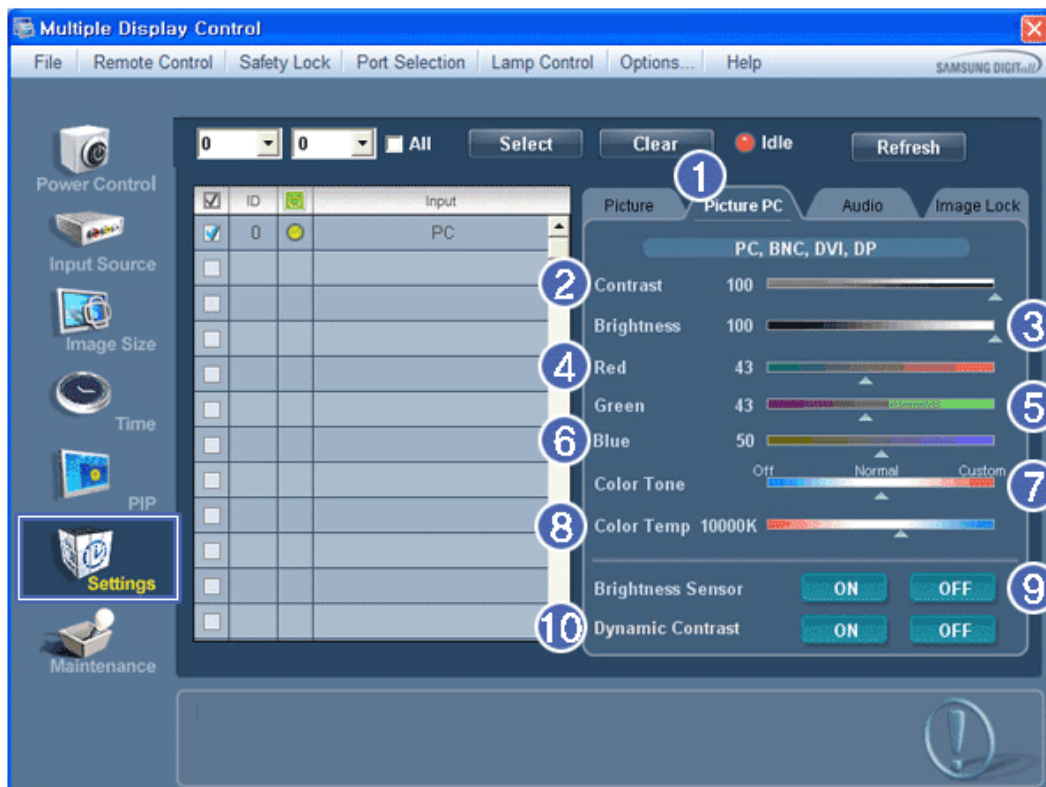 Multiple Display Control
File Remote Control Safety Lock Port Selection Lamp Control Options... Help SAMSUNG DIGITall
0 0 All Select Clear Idle Refresh
1
Power Control
Input Source
Image Size
Time
PIP
Settings
Maintenance
ID Input
0 PC
Picture Picture PC Audio Image Lock
PC, BNC, DVI, DP
2 Contrast 100
Brightness 100 3
4 Red 43
Green 43 5
6 Blue 50
Off Normal Custom
Color Tone 7
8 Color Temp 10000K
Brightness Sensor ON OFF 9
10 Dynamic Contrast ON OFF